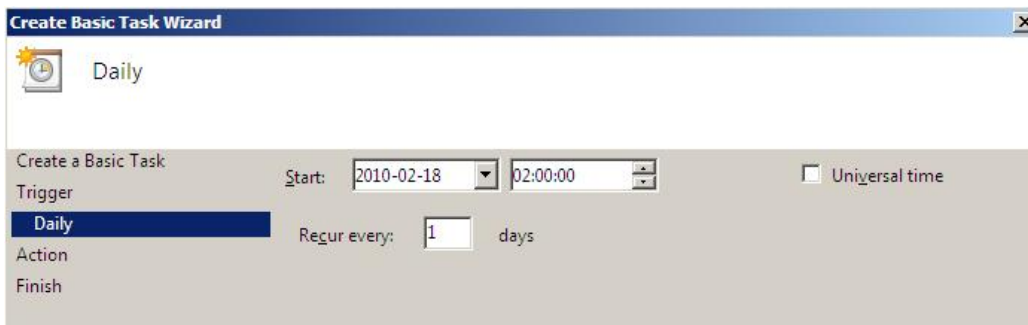 Create Basic Task Wizard
Daily
Create a Basic Task
Trigger
Daily
Action
Finish
Start: 2010-02-18 02:00:00 Universal time
Recur every: 1 days